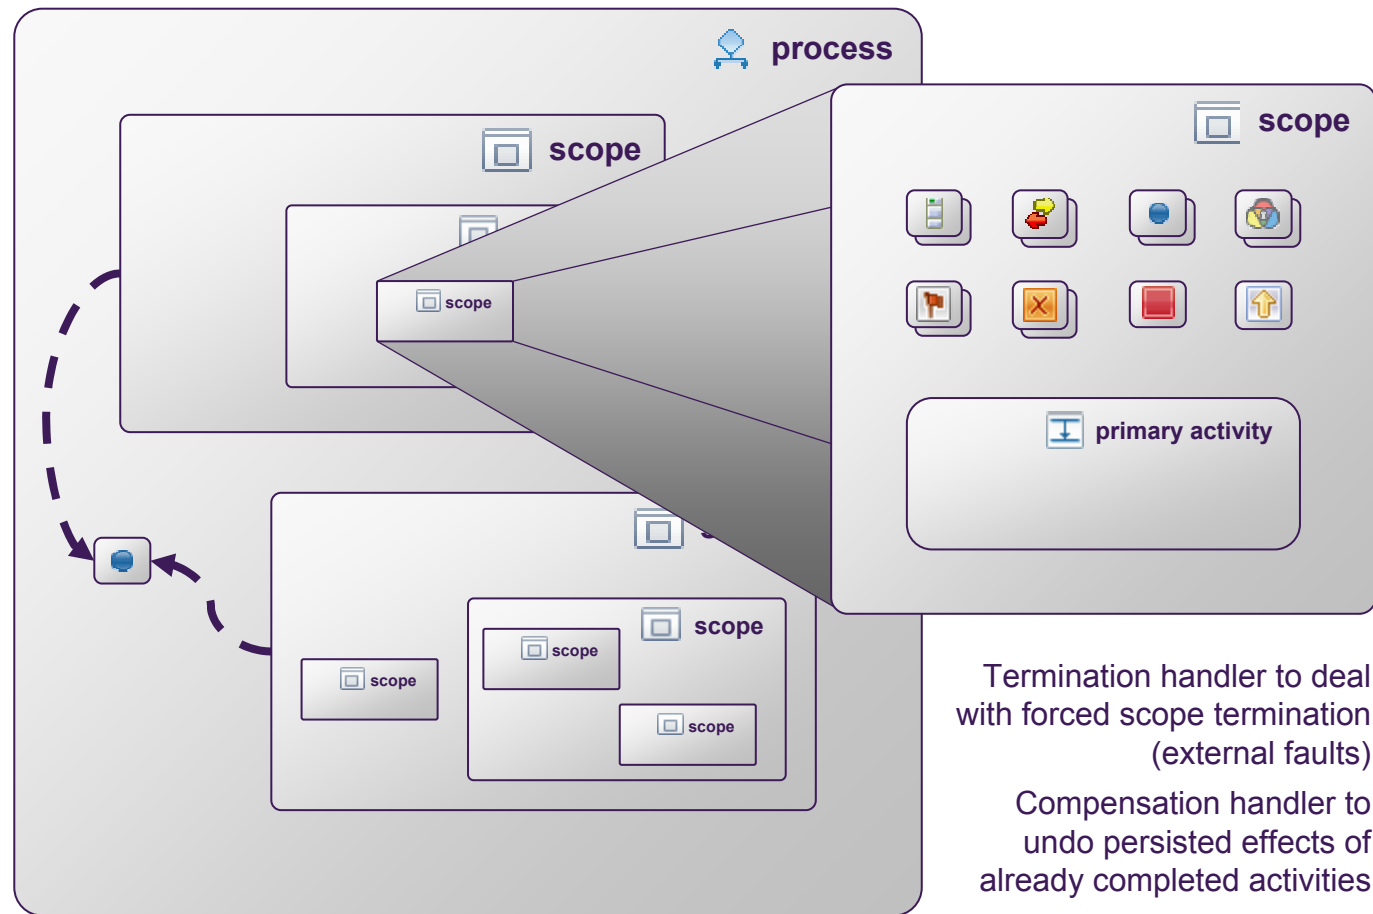 process
scope
scope
scope
primary activity
scope
scope
scope
scope
Termination handler to deal
with forced scope termination
(external faults)
Compensation handler to
undo persisted effects of
already completed activities